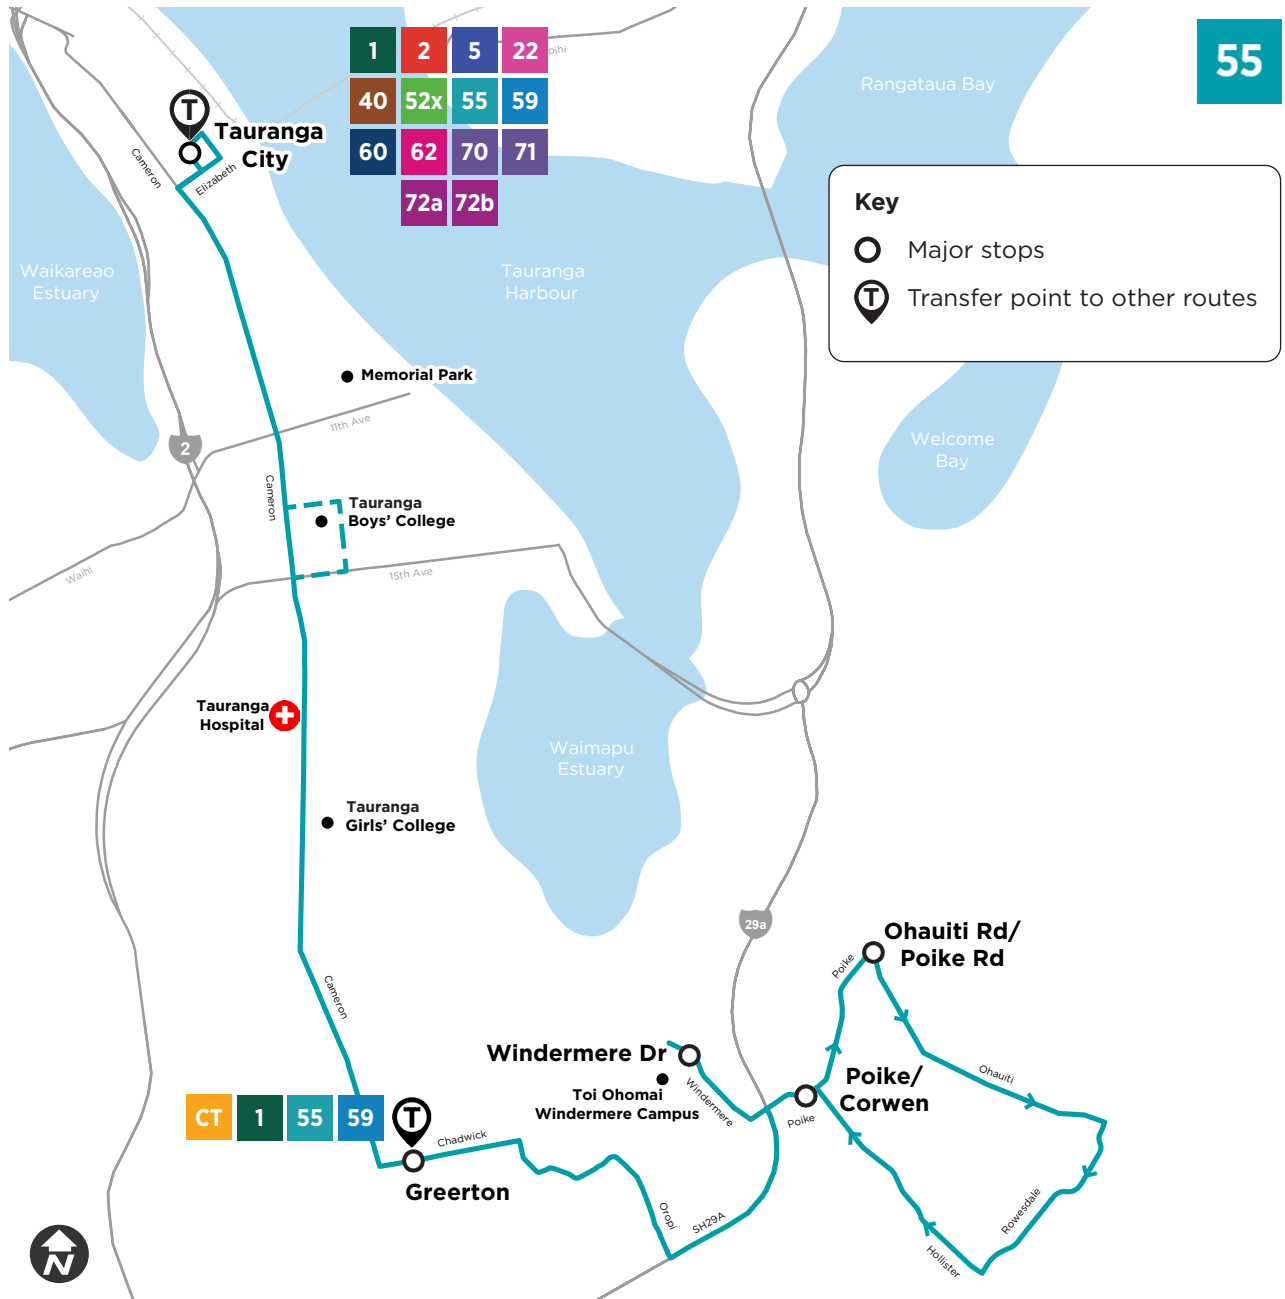 55
1 2 5 22
40 52x 55 59
60 62 70 71
72a 72b
pihi
Rangataua Bay
T
Tauranga
City
Cameron
Elizabeth
Key
Major stops
T Transfer point to other routes
Waikareao
Estuary
Tauranga
Harbour
Memorial Park
11th Ave
2
Welcome
Bay
Cameron
Tauranga
Boys' College
Waihi
15th Ave
Tauranga
Hospital
Waimapu
Estuary
Tauranga
Girls' College
29a
Ohauiti Rd/
Poike Rd
Poike
Cameron
Windermere Dr
Toi Ohomai
Windermere Campus
Windermere
Poike/
Corwen
Poike
Ohauiti
CT 1 55 59
T
Chadwick
Greerton
Oropi
SH29A
Rowesdale
Hollister
N